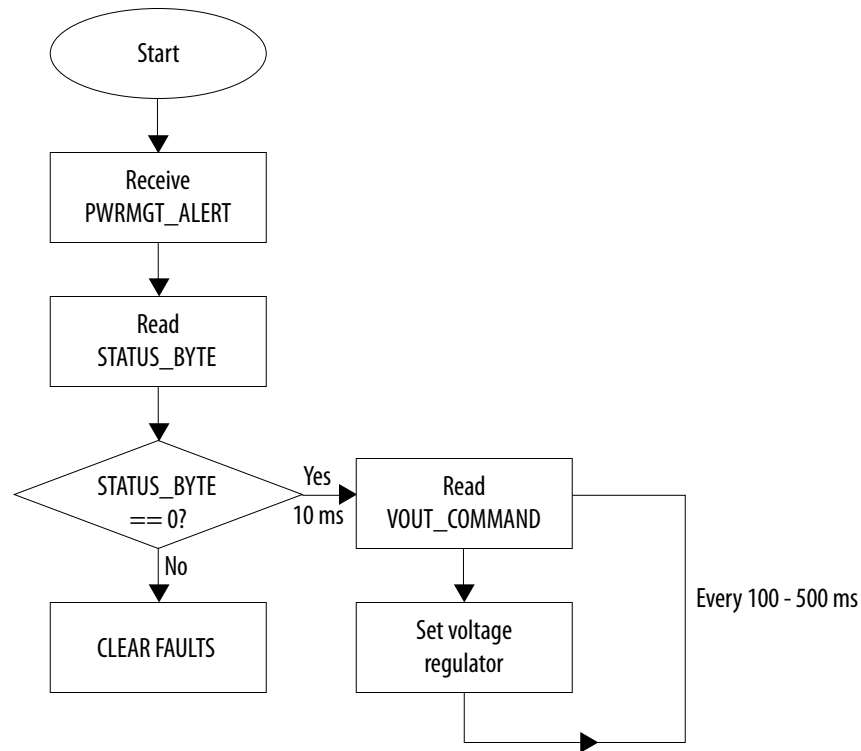 Start
Receive
PWRMGT_ALERT
Read
STATUS_BYTE
STATUS_BYTE
== 0?
Yes
10 ms
Read
VOUT_COMMAND
No
Every 100 - 500 ms
CLEAR FAULTS
Set voltage
regulator